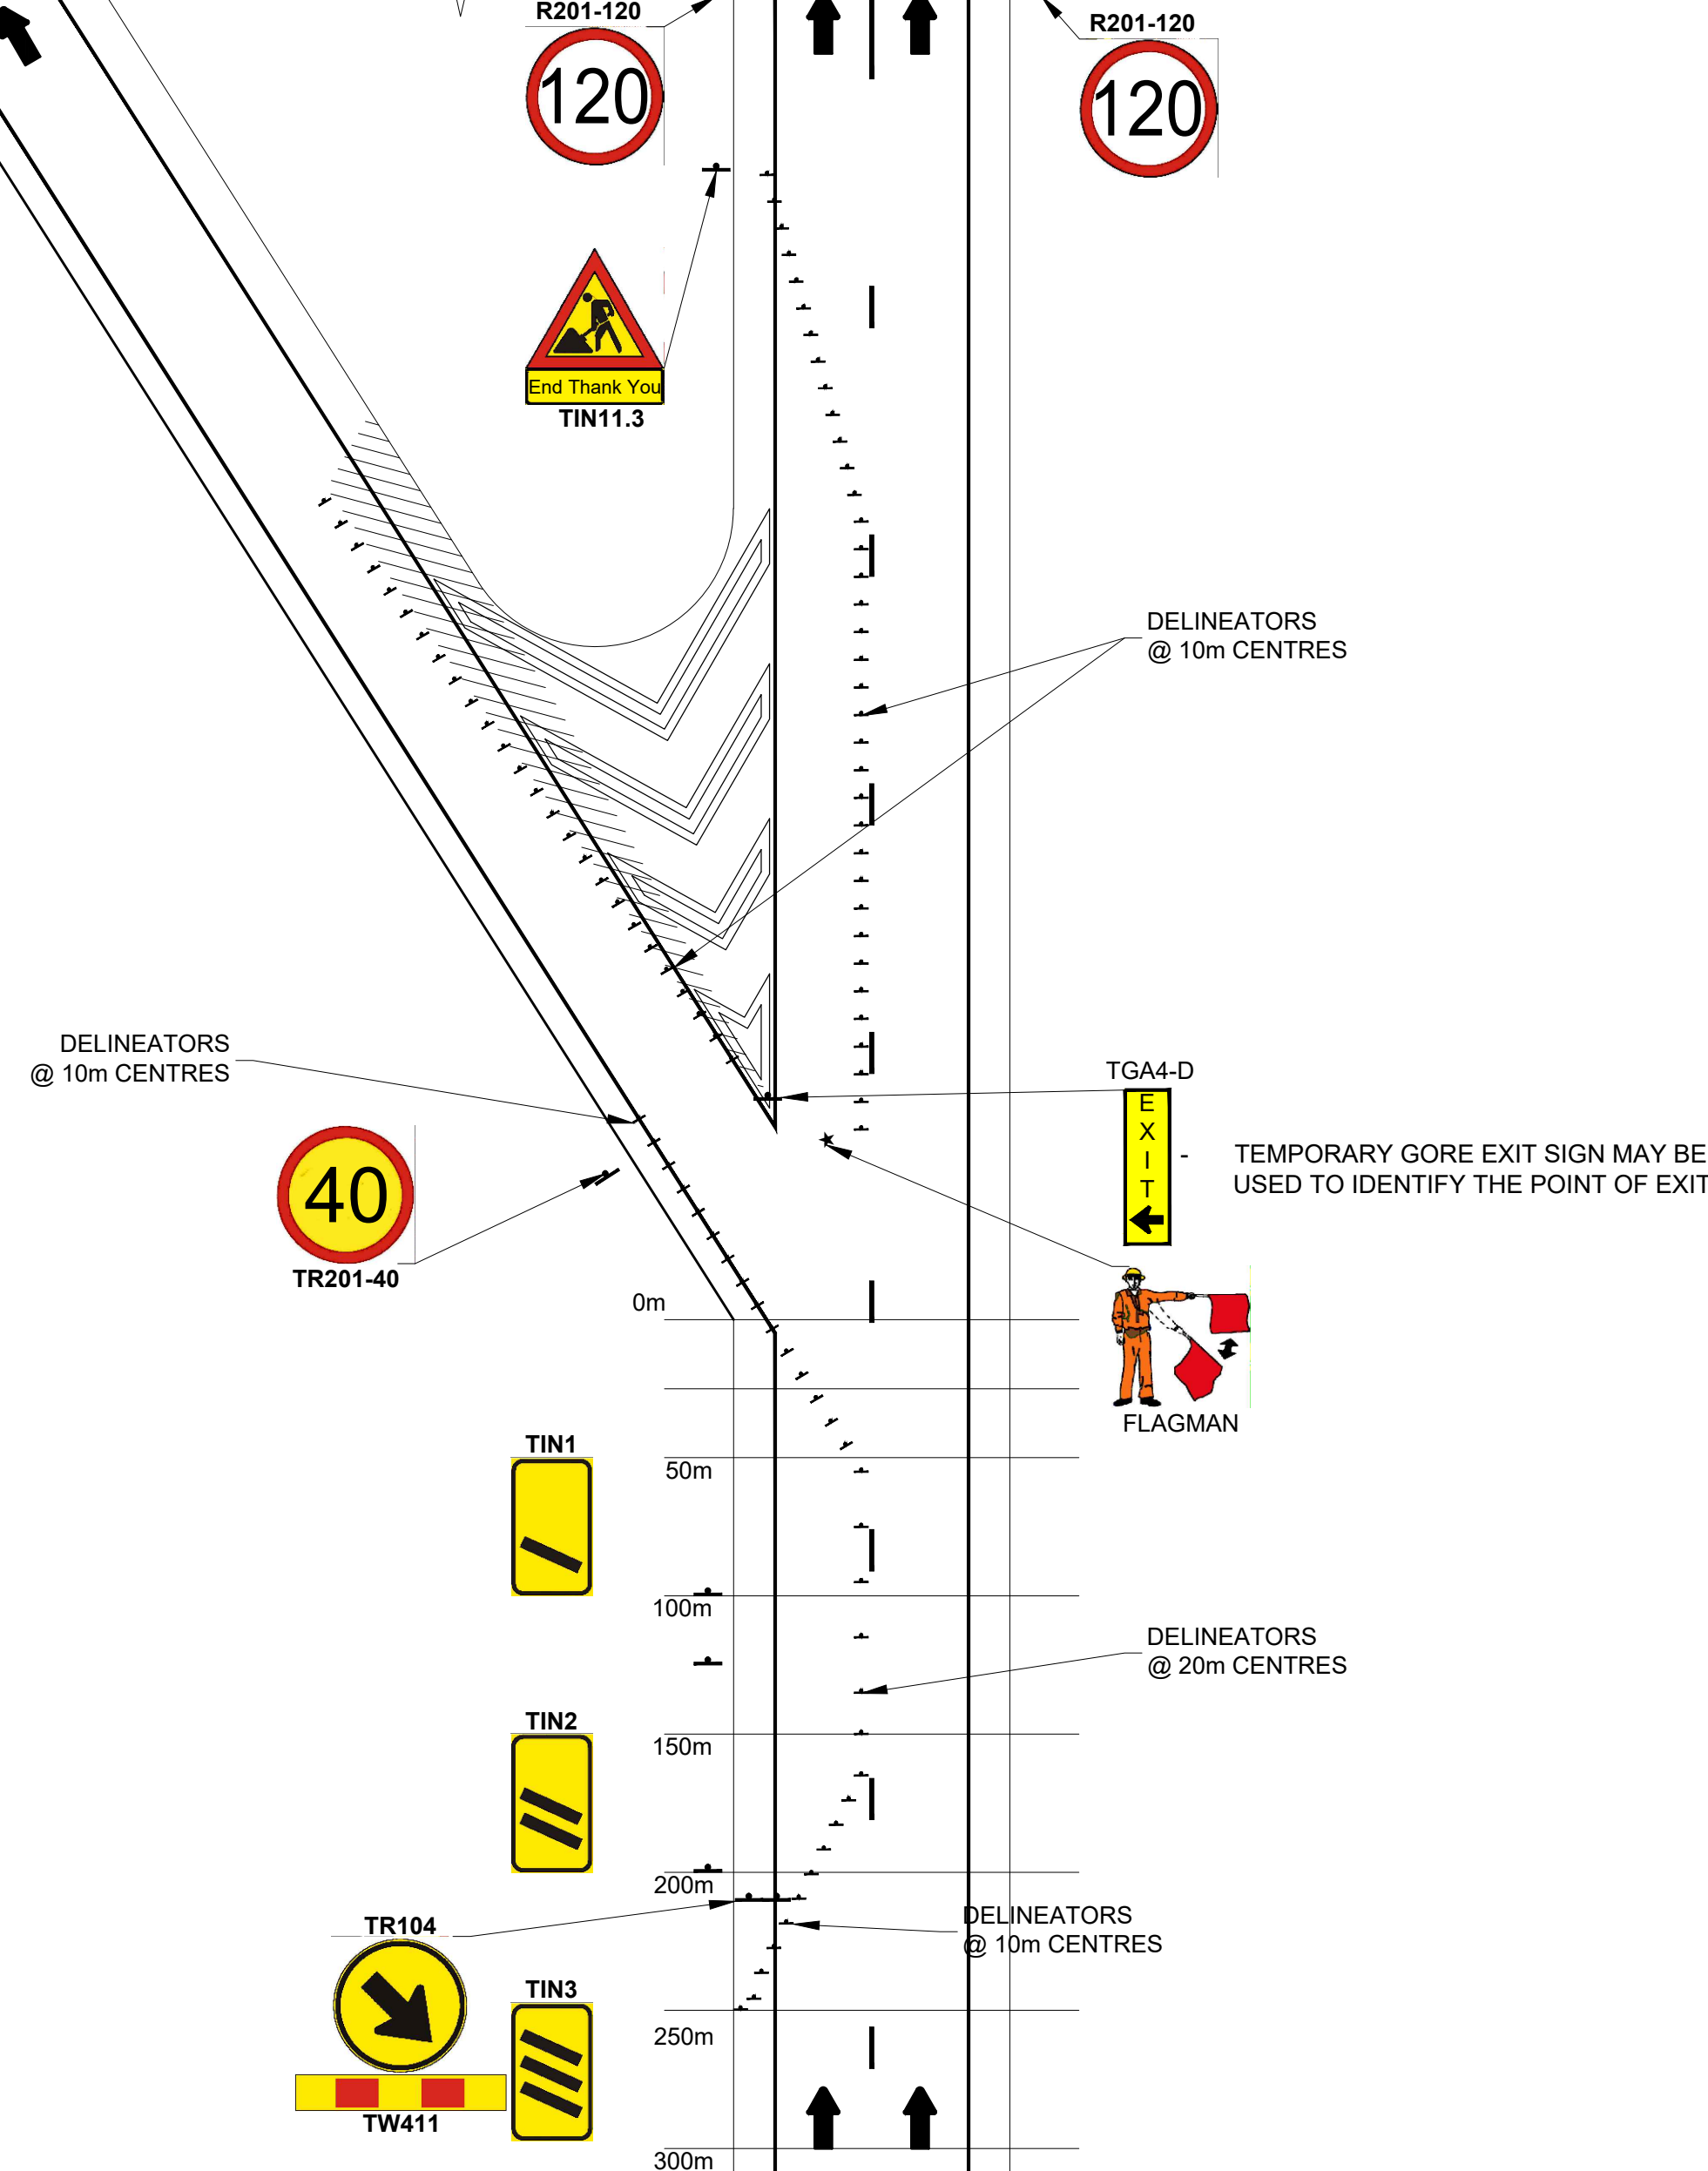 R201-120
120
R201-120
120
End Thank You
TIN11.3
DELINEATORS
@ 10m CENTRES
DELINEATORS
@ 10m CENTRES
TGA4-D
E
X
I
T
-
TEMPORARY GORE EXIT SIGN MAY BE
USED TO IDENTIFY THE POINT OF EXIT
40
TR201-40
0m
FLAGMAN
TIN1
50m
100m
DELINEATORS
@ 20m CENTRES
TIN2
150m
200m
DELINEATORS
@ 10m CENTRES
TR104
TIN3
250m
TW411
300m